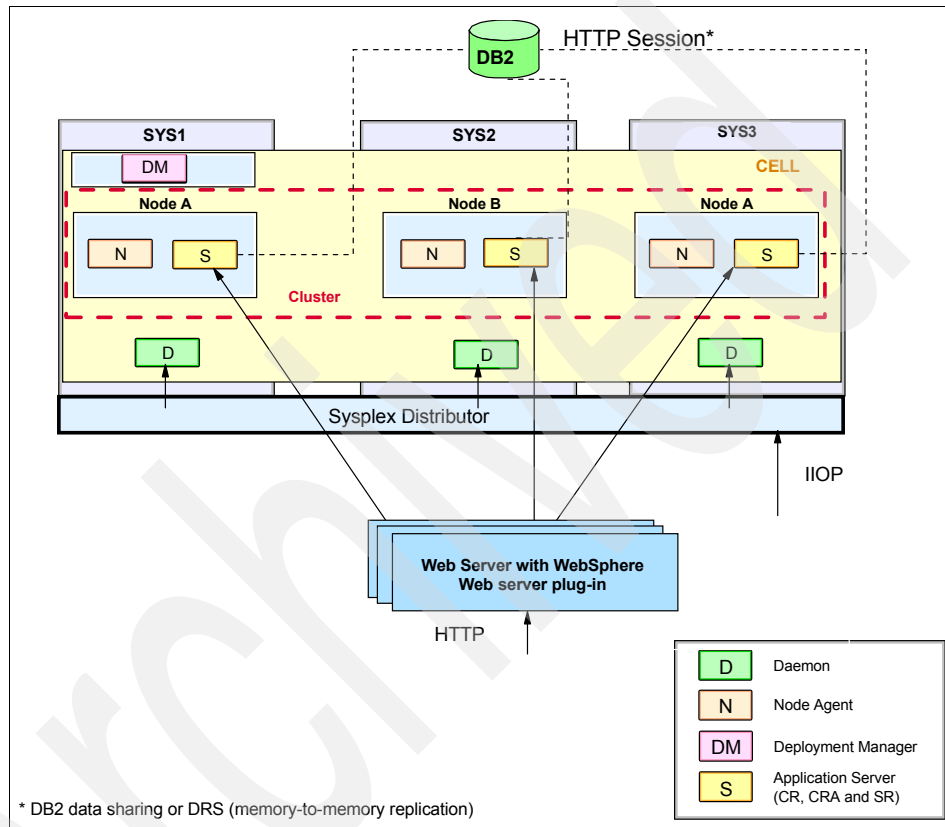 HTTP Session*
DB2
SYS1
SYS2
SYS3
DM
CELL
Node A
Node B
Node A
N
S
N
S
N
S
Cluster
D
D
D
Sysplex Distributor
IIOP
Web Server with WebSphere
Web server plug-in
HTTP
D
Daemon
N
Node Agent
DM
Deployment Manager
S
Application Server
(CR, CRA and SR)
* DB2 data sharing or DRS (memory-to-memory replication)
rchived